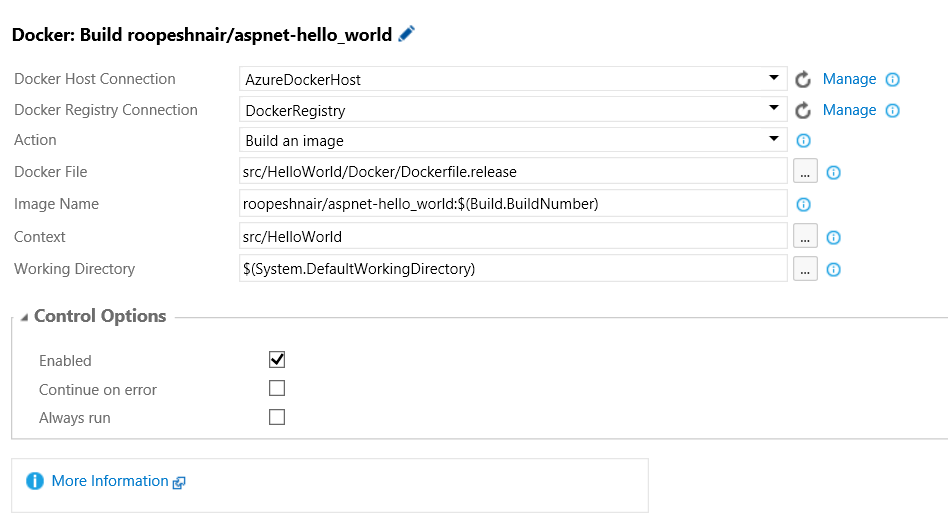 Docker: Build roopeshnair/aspnet-hello_world
Docker Host Connection AzureDockerHost Manage
Docker Registry Connection DockerRegistry Manage
Action Build an image
Docker File src/HelloWorld/Docker/Dockerfile.release ...
Image Name roopeshnair/aspnet-hello_world:$(Build.BuildNumber)
Context src/HelloWorld ...
Working Directory $(System.DefaultWorkingDirectory) ...
Control Options
Enabled
Continue on error
Always run
More Information